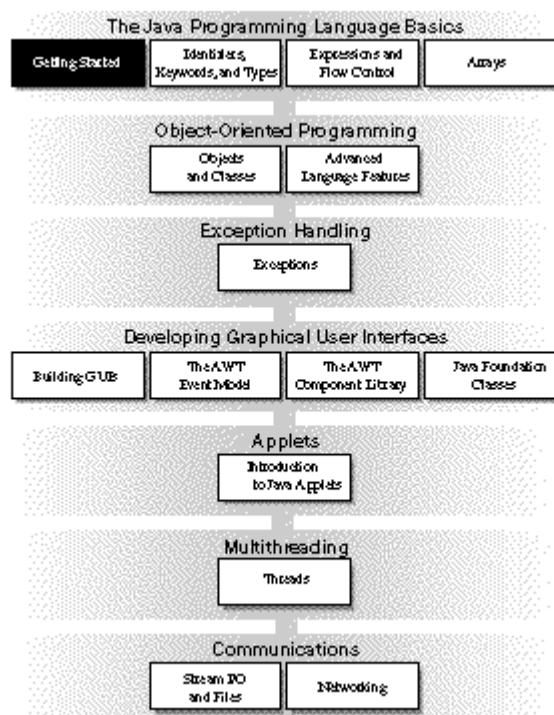 The Java Programming Language Basics
Getting Started
Identifiers,
Keywords, and Types
Expressions and
Flow Control
Arrays
Object-Oriented Programming
Objects
and Classes
Advanced
Language Features
Exception Handling
Exceptions
Developing Graphical User Interfaces
Building GUIs
The AWT
Event Model
The AWT
Component Library
Java Foundation
Classes
Applets
Introduction
to Java Applets
Multithreading
Threads
Communications
Stream I/O
and Files
Networking